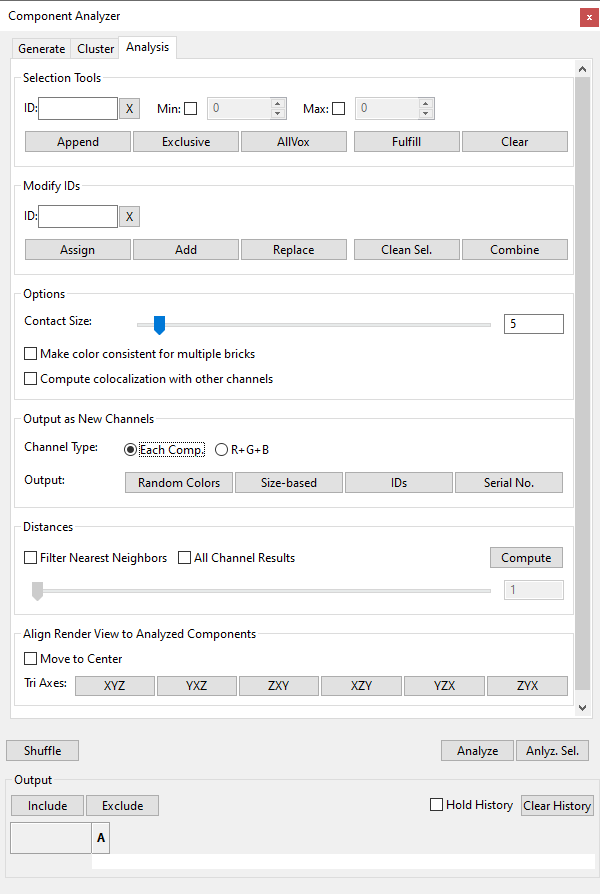 Component Analyzer x
Generate Cluster Analysis
Selection Tools
ID: X Min: 0 Max: 0
Append Exclusive AllVox Fulfill Clear
Modify IDs
ID: X
Assign Add Replace Clean Sel. Combine
Options
Contact Size: 5
Make color consistent for multiple bricks
Compute colocalization with other channels
Output as New Channels
Channel Type: Each Comp. R+G+B
Output: Random Colors Size-based IDs Serial No.
Distances
Filter Nearest Neighbors All Channel Results Compute
1
Align Render View to Analyzed Components
Move to Center
Tri Axes: XYZ YXZ ZXY XZY YZX ZYX
Shuffle Analyze Anlyz. Sel.
Output
Include Exclude Hold History Clear History
A